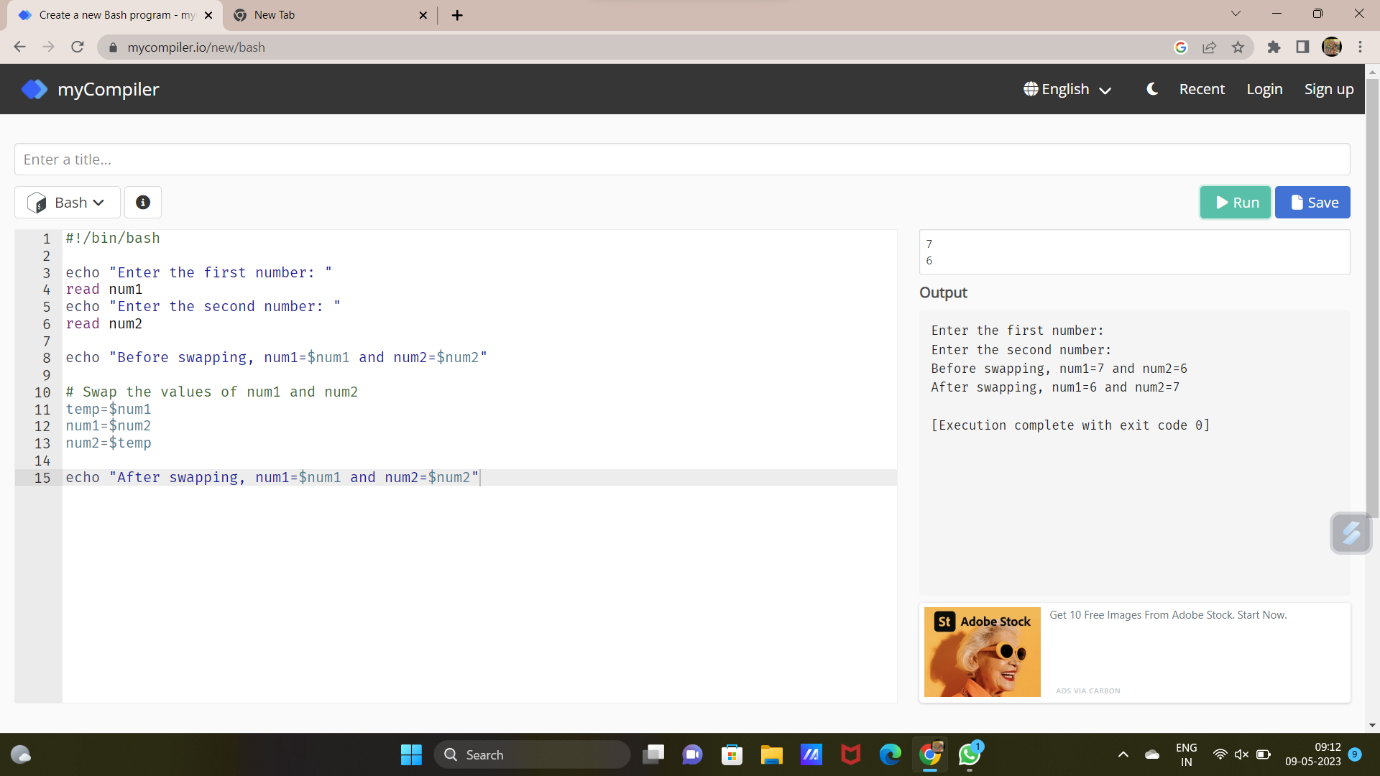 Create a new Bash program - my
New Tab
mycompiler.io/new/bash
myCompiler
English
Recent
Login
Sign up
Enter a title...
Bash
Run
Save
1 #!/bin/bash
2
3 echo "Enter the first number: "
4 read num1
5 echo "Enter the second number: "
6 read num2
7
8 echo "Before swapping, num1=$num1 and num2=$num2"
9
10 # Swap the values of num1 and num2
11 temp=$num1
12 num1=$num2
13 num2=$temp
14
15 echo "After swapping, num1=$num1 and num2=$num2"
7
6
Output
Enter the first number:
Enter the second number:
Before swapping, num1=7 and num2=6
After swapping, num1=6 and num2=7
[Execution complete with exit code 0]
St Adobe Stock
Get 10 Free Images From Adobe Stock. Start Now.
ADS VIA CARBON
Search
1
ENG
IN
09:12
09-05-2023
9